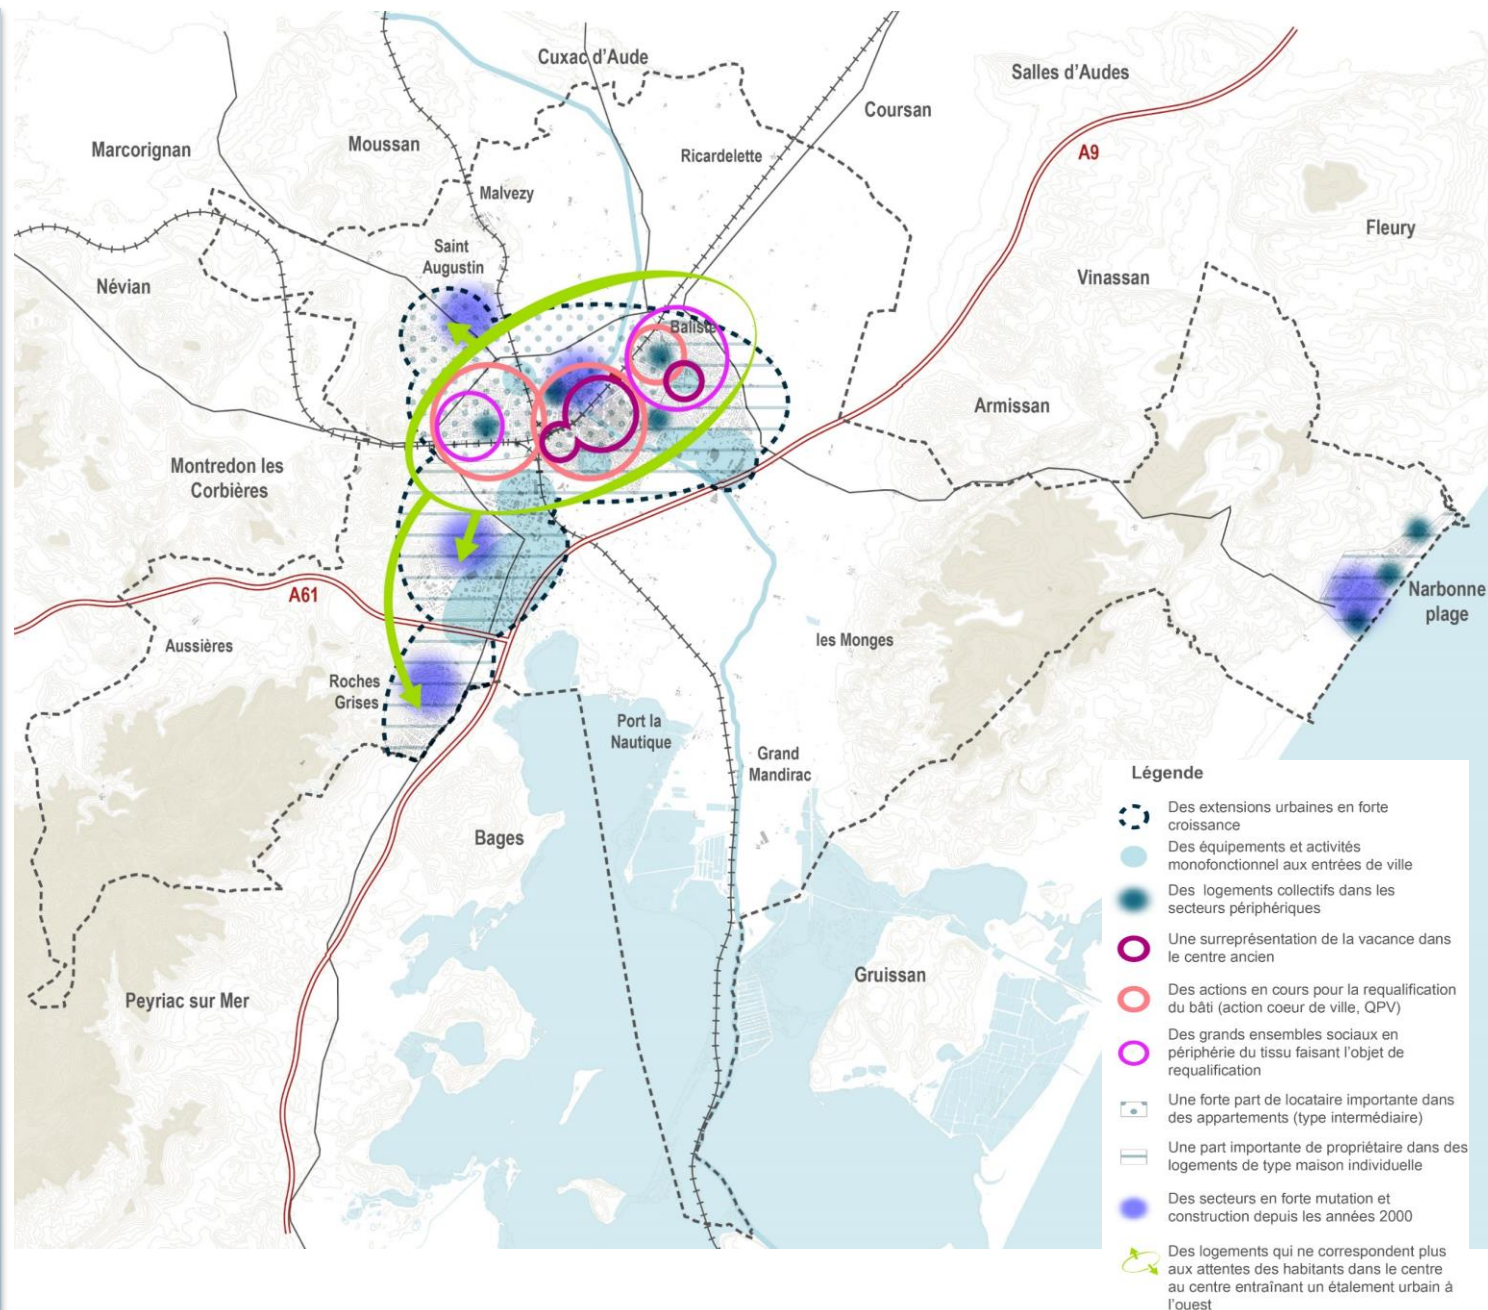 Cuxac d'Aude
Salles d'Audes
Coursan
Marcorignan
Moussan
Ricardelette
A9
Malvezy
Fleury
Saint
Augustin
Névian
Vinassan
Baliste
Armissan
Montredon les
Corbières
A61
Narbonne
plage
Aussières
les Monges
Roches
Grises
Port la
Nautique
Grand
Mandirac
Bages
Peyriac sur Mer
Gruissan
Légende
Des extensions urbaines en forte
croissance
Des équipements et activités
monofonctionnel aux entrées de ville
Des logements collectifs dans les
secteurs périphériques
Une surreprésentation de la vacance dans
le centre ancien
Des actions en cours pour la requalification
du bâti (action coeur de ville, QPV)
Des grands ensembles sociaux en
périphérie du tissu faisant l'objet de
requalification
Une forte part de locataire importante dans
des appartements (type intermédiaire)
Une part importante de propriétaire dans des
logements de type maison individuelle
Des secteurs en forte mutation et
construction depuis les années 2000
Des logements qui ne correspondent plus
aux attentes des habitants dans le centre
au centre entraînant un étalement urbain à
l'ouest